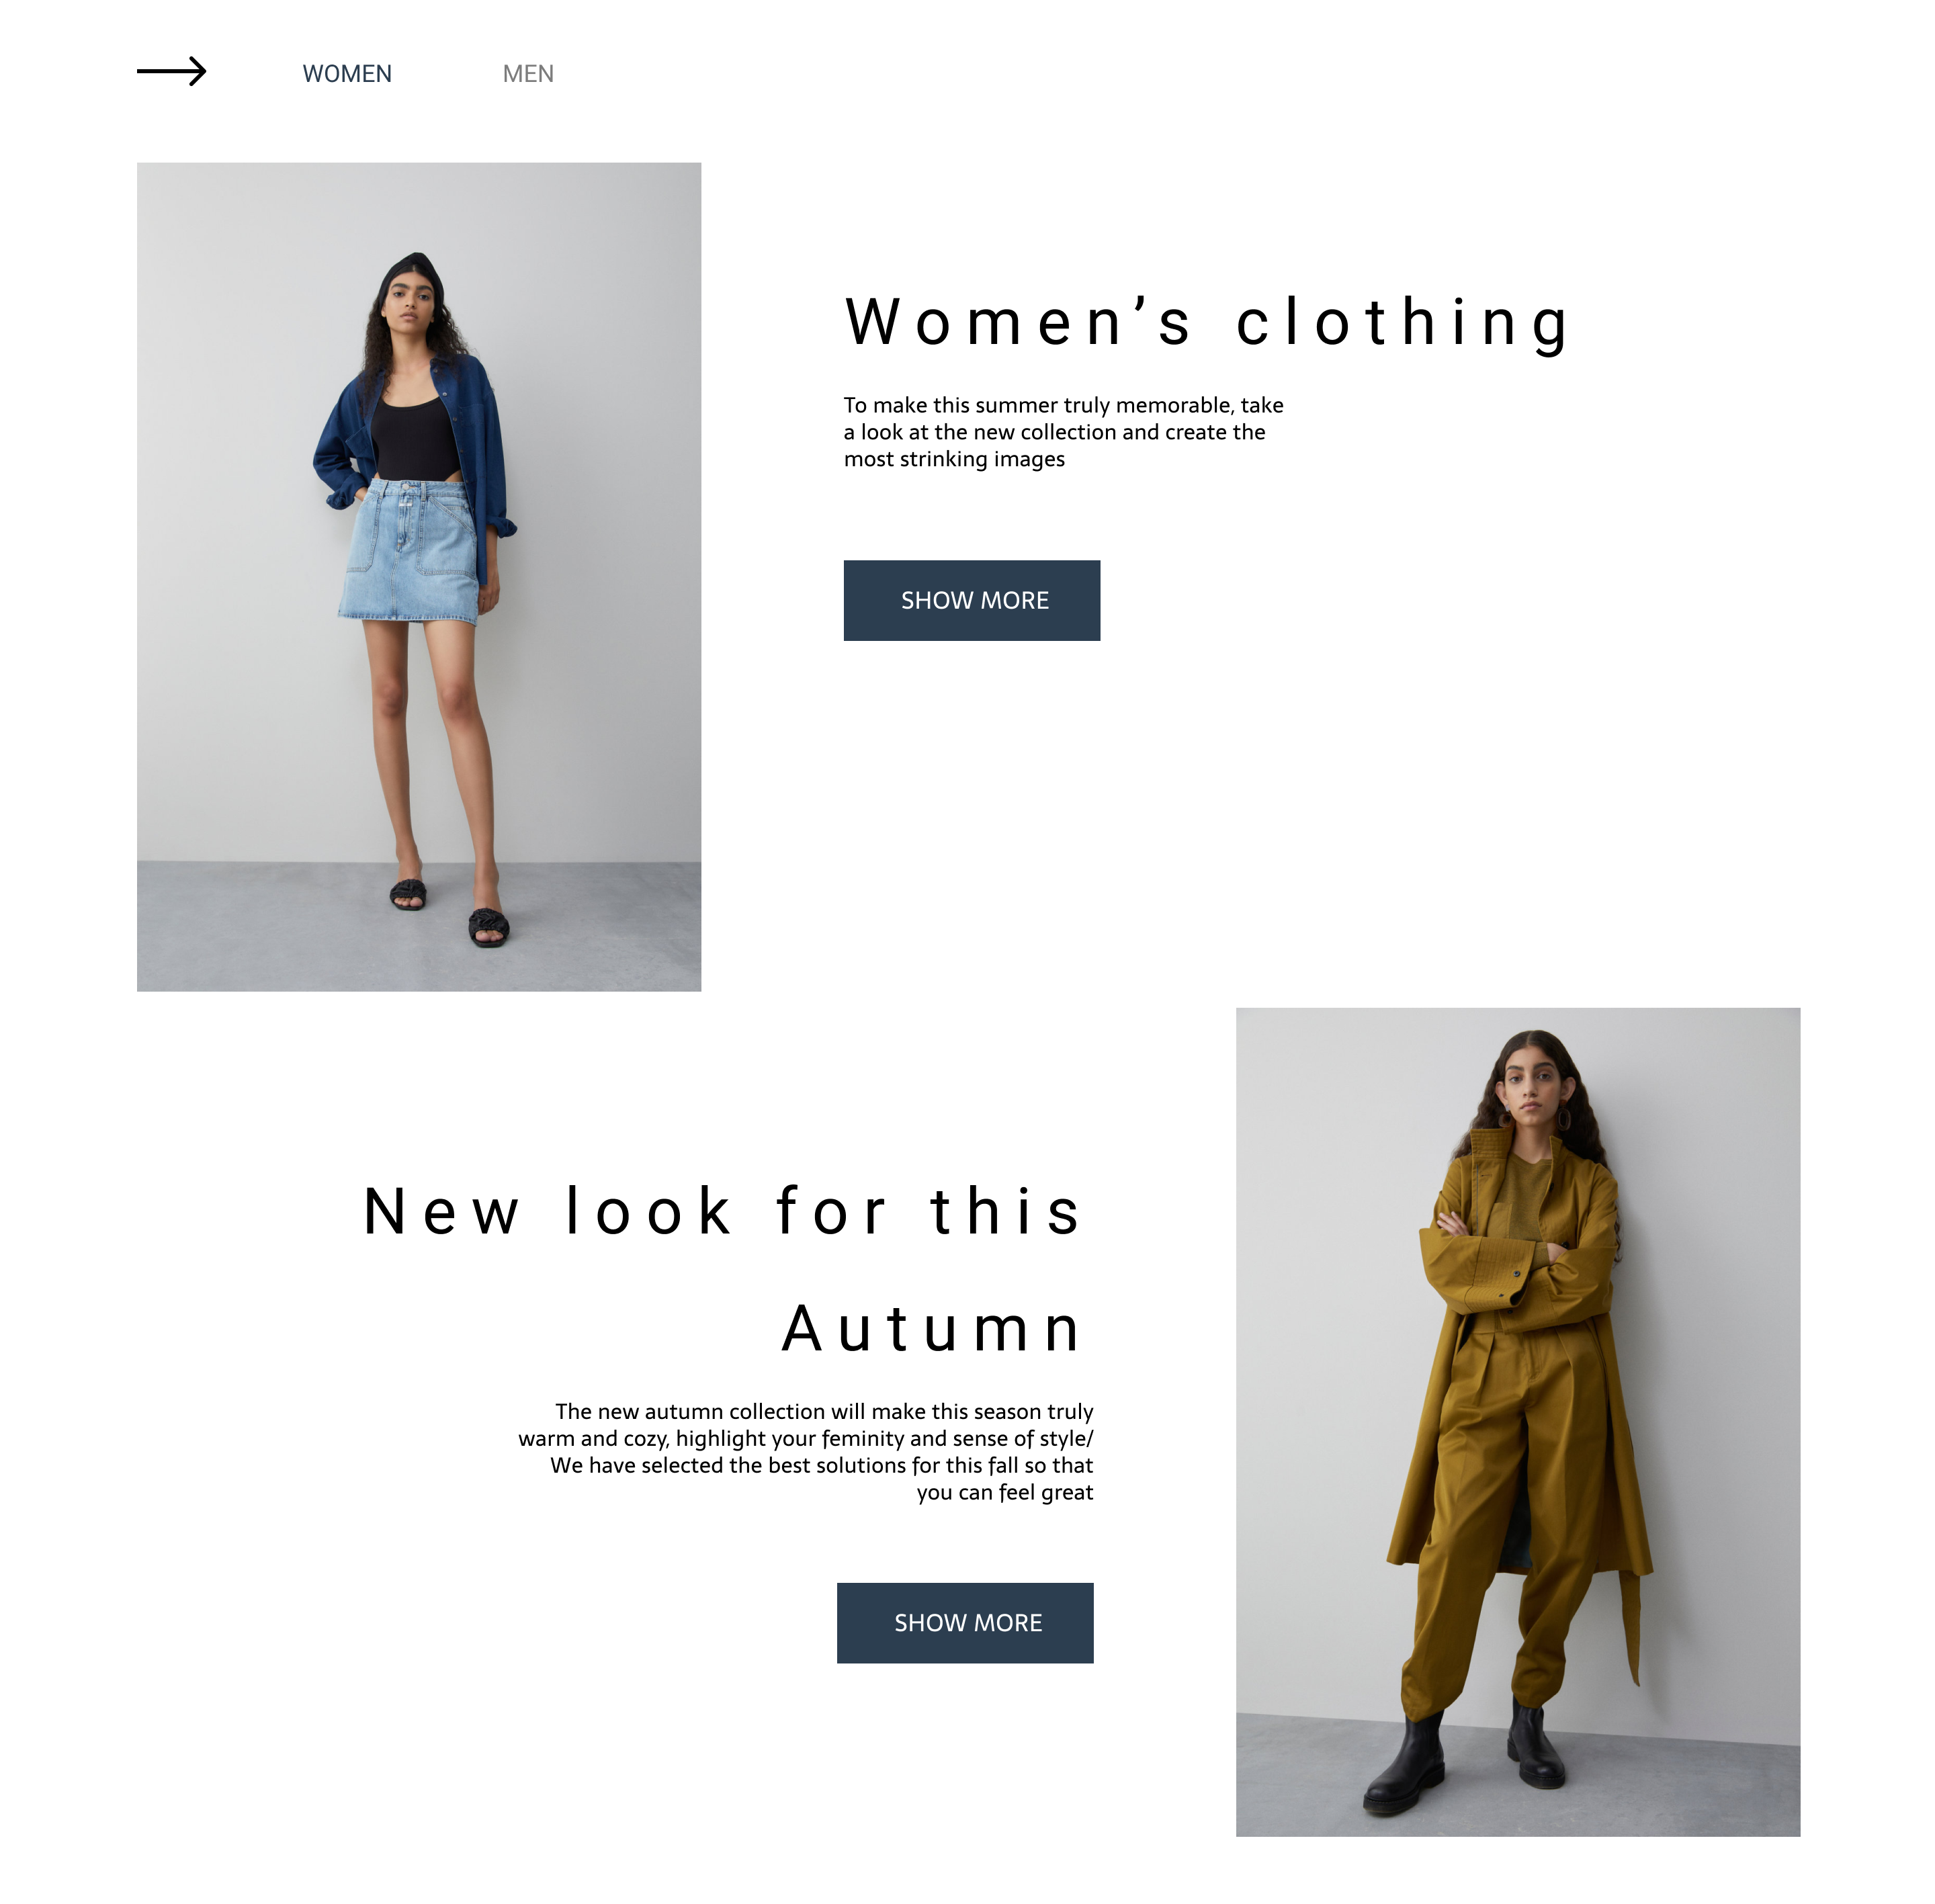 WOMEN MEN
Women’s clothing
To make this summer truly memorable, take
a look at the new collection and create the
most strinking images
SHOW MORE
New look for this
Autumn
The new autumn collection will make this season truly
warm and cozy, highlight your feminity and sense of style/
We have selected the best solutions for this fall so that
you can feel great
SHOW MORE